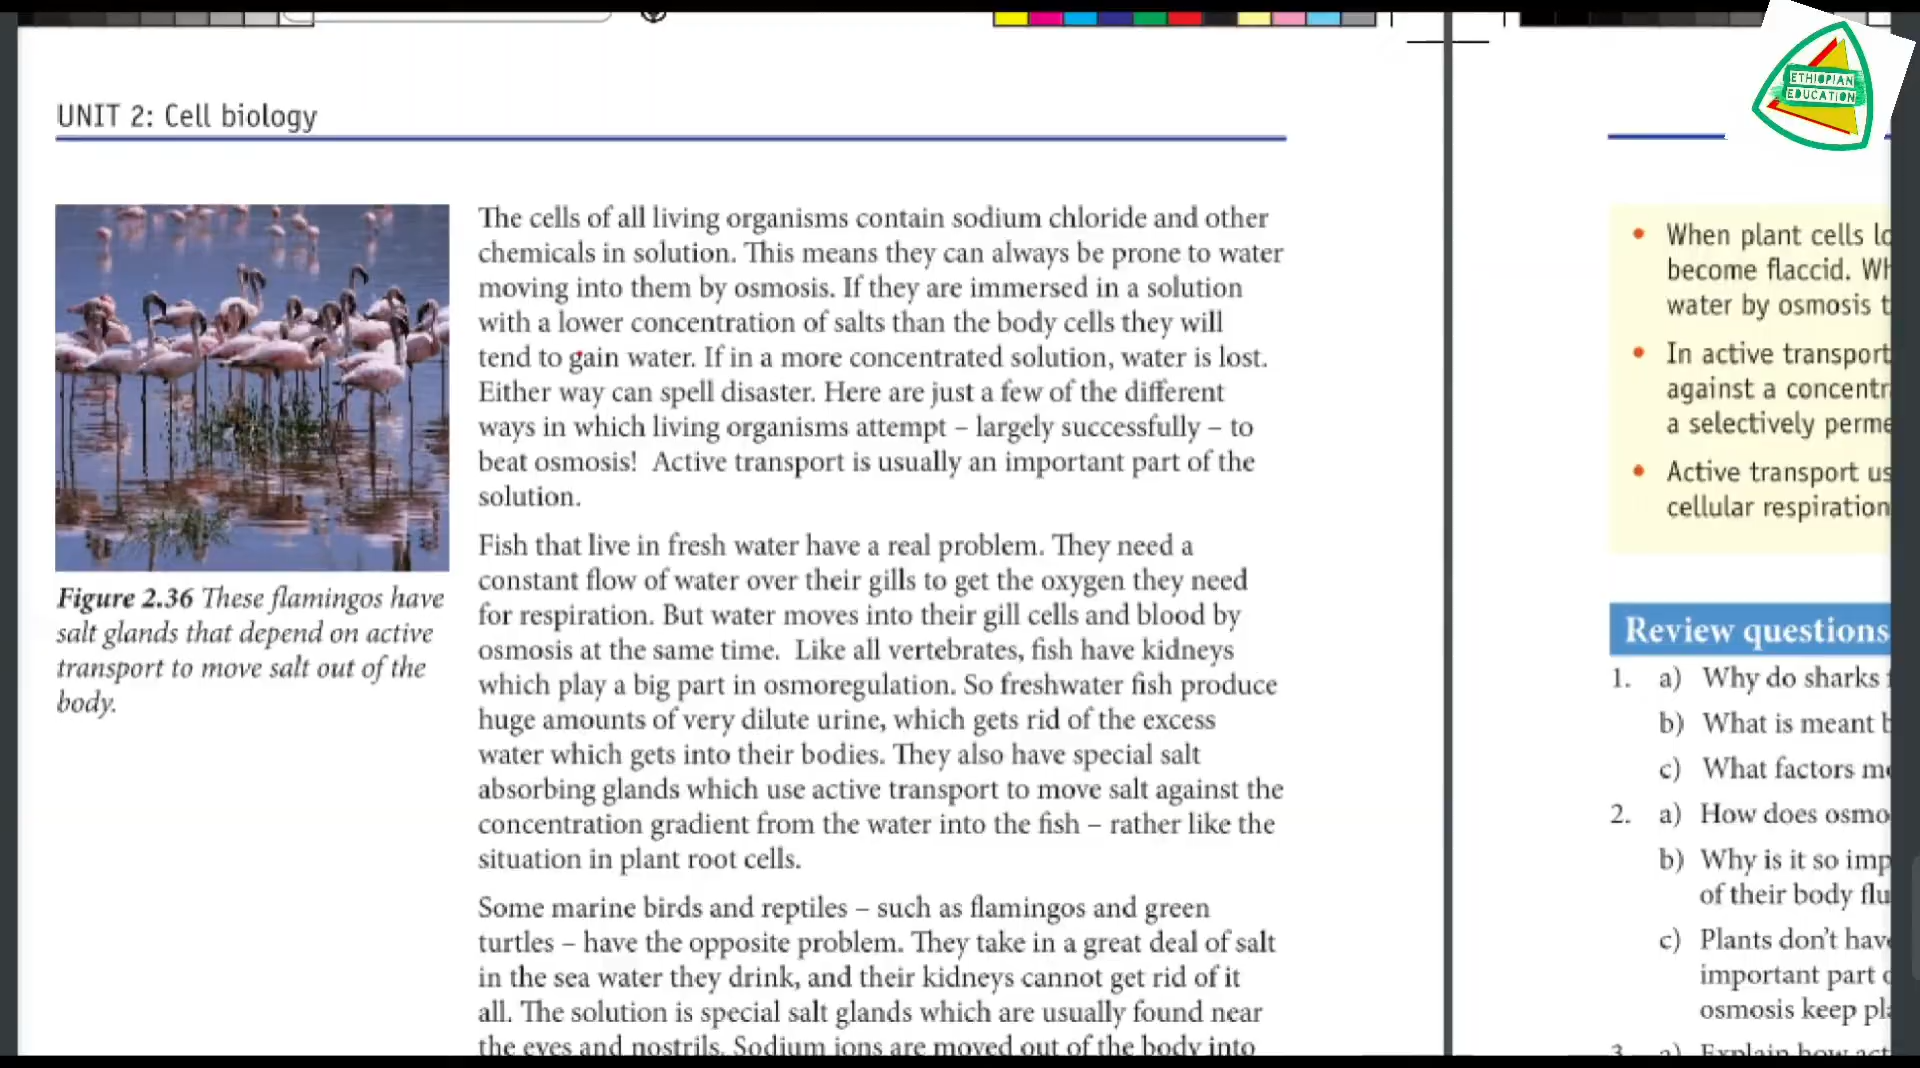 ETHIOPIAN
EDUCATION
UNIT 2: Cell biology
Figure 2.36 These flamingos have
salt glands that depend on active
transport to move salt out of the
body.
The cells of all living organisms contain sodium chloride and other
chemicals in solution. This means they can always be prone to water
moving into them by osmosis. If they are immersed in a solution
with a lower concentration of salts than the body cells they will
tend to gain water. If in a more concentrated solution, water is lost.
Either way can spell disaster. Here are just a few of the different
ways in which living organisms attempt – largely successfully – to
beat osmosis!  Active transport is usually an important part of the
solution.
Fish that live in fresh water have a real problem. They need a
constant flow of water over their gills to get the oxygen they need
for respiration. But water moves into their gill cells and blood by
osmosis at the same time.  Like all vertebrates, fish have kidneys
which play a big part in osmoregulation. So freshwater fish produce
huge amounts of very dilute urine, which gets rid of the excess
water which gets into their bodies. They also have special salt
absorbing glands which use active transport to move salt against the
concentration gradient from the water into the fish – rather like the
situation in plant root cells.
Some marine birds and reptiles – such as flamingos and green
turtles – have the opposite problem. They take in a great deal of salt
in the sea water they drink, and their kidneys cannot get rid of it
all. The solution is special salt glands which are usually found near
the eyes and nostrils. Sodium ions are moved out of the body into
• When plant cells
become flaccid.
water by osmosis
• In active transport
against a
a selectively
• Active transport
cellular respiration
Review questions
1. a) Why do sharks
b) What is meant
c) What factors
2. a) How does
b) Why is it so
of their body
c) Plants don't
important part
osmosis keep
3. a) Explain how